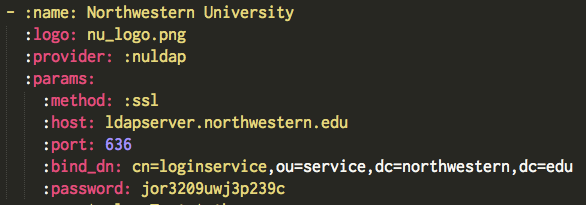 - :name: Northwestern University
:logo: nu_logo.png
:provider: :nuldap
:params:
:method: :ssl
:host: ldapserver.northwestern.edu
:port: 636
:bind_dn: cn=loginservice,ou=service,dc=northwestern,dc=edu
:password: jor3209uwj3p239c